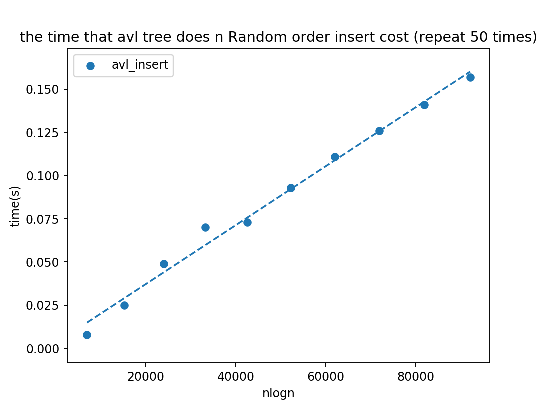 the time that avl tree does n Random order insert cost (repeat 50 times)
avl_insert
0.150
0.125
0.100
0.075
0.050
0.025
0.000
time(s)
20000 40000 60000 80000
nlogn